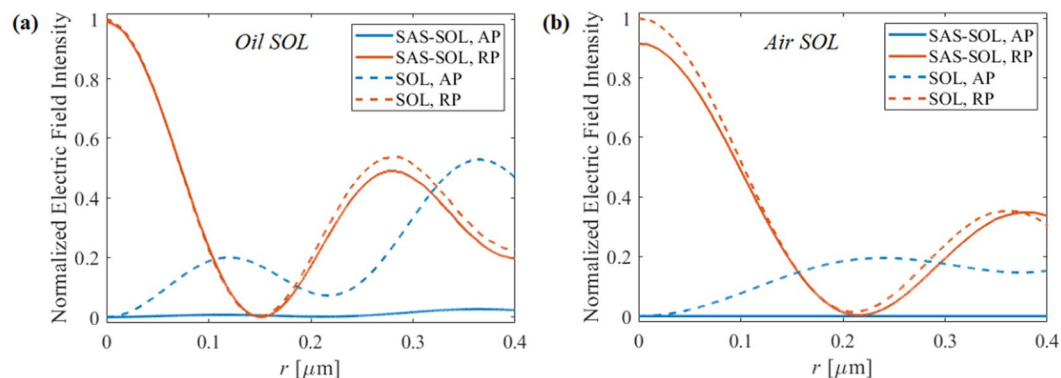 (a)
Oil SOL
SAS-SOL, AP
SAS-SOL, RP
SOL, AP
SOL, RP
Normalized Electric Field Intensity
1
0.8
0.6
0.4
0.2
0
0 0.1 0.2 0.3 0.4
r [μm]
(b)
Air SOL
SAS-SOL, AP
SAS-SOL, RP
SOL, AP
SOL, RP
Normalized Electric Field Intensity
1
0.8
0.6
0.4
0.2
0
0 0.1 0.2 0.3 0.4
r [μm]